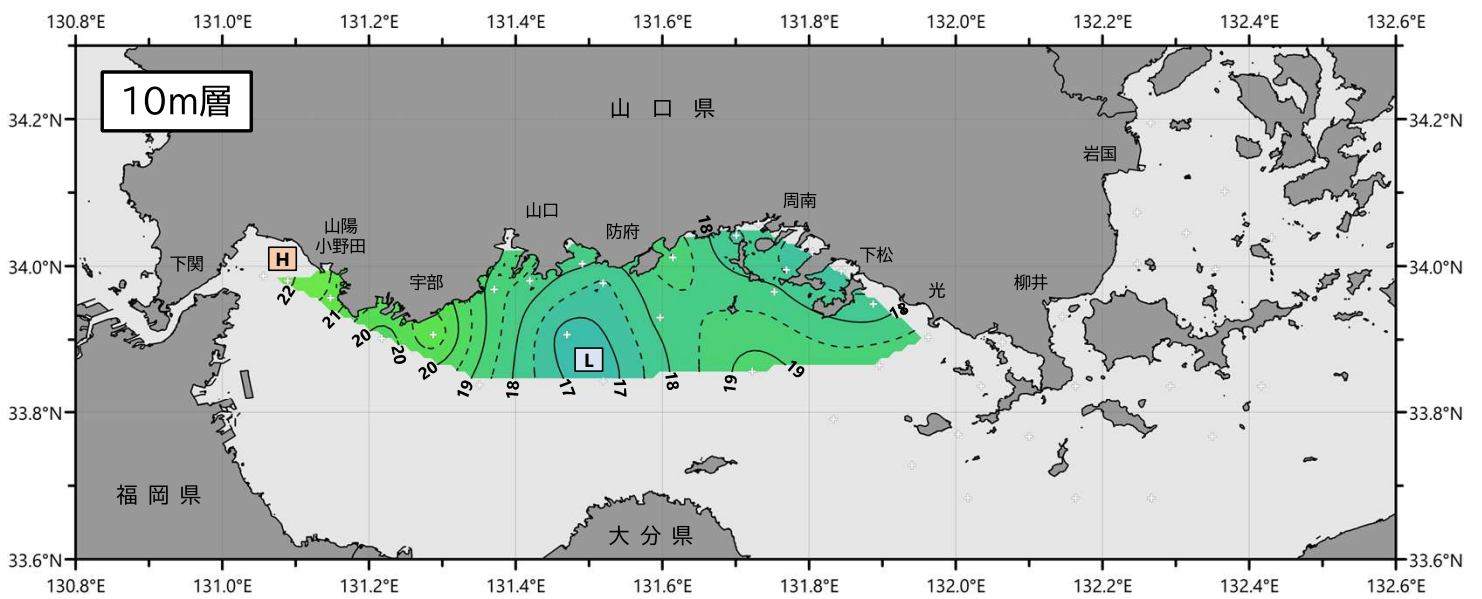 130.8°E 131.0°E 131.2°E 131.4°E 131.6°E 131.8°E 132.0°E 132.2°E 132.4°E 132.6°E
10m層
山口県
34.2°N 34.2°N
岩国
周南
山口
山陽
小野田
防府
18
下関
H
宇部
下松
34.0°N 34.0°N
柳井
光
22
21
18
20
20
L
20
19
18
17
17
18
19
19
33.8°N 33.8°N
福岡県
大分県
33.6°N 33.6°N
130.8°E 131.0°E 131.2°E 131.4°E 131.6°E 131.8°E 132.0°E 132.2°E 132.4°E 132.6°E